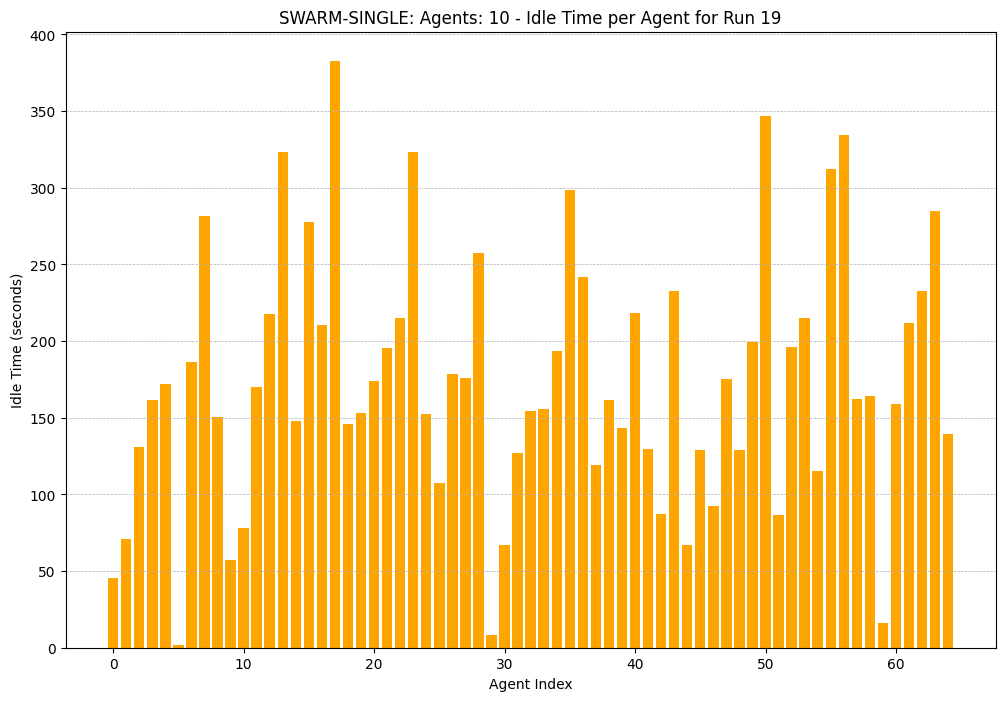 SWARM-SINGLE: Agents: 10 - Idle Time per Agent for Run 19
400
350
300
250
200
150
100
50
0
Idle Time (seconds)
0 10 20 30 40 50 60
Agent Index